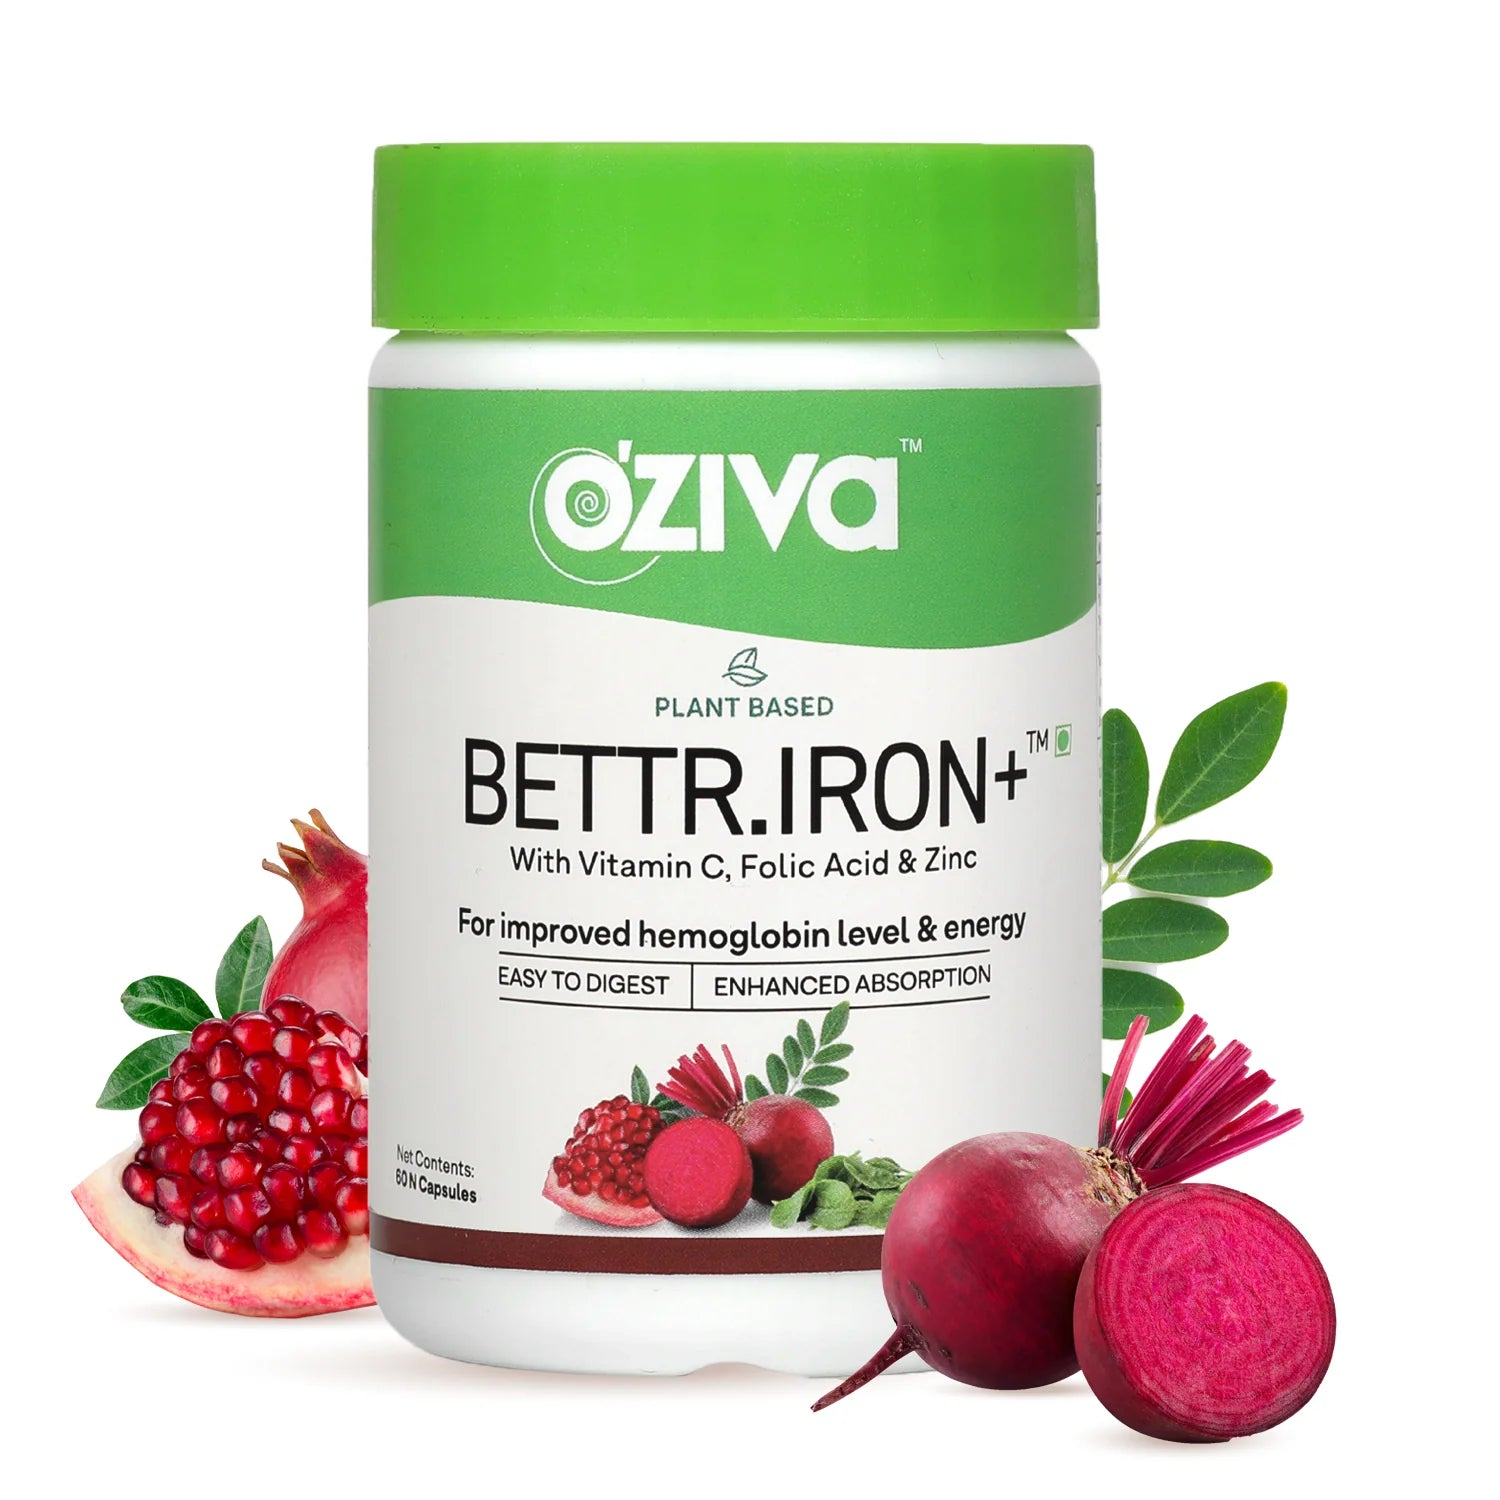 O'ZIVa™
PLANT BASED
BETTR.IRON+™
With Vitamin C, Folic Acid & Zinc
For improved hemoglobin level & energy
EASY TO DIGEST | ENHANCED ABSORPTION
Net Contents:
60 N Capsules